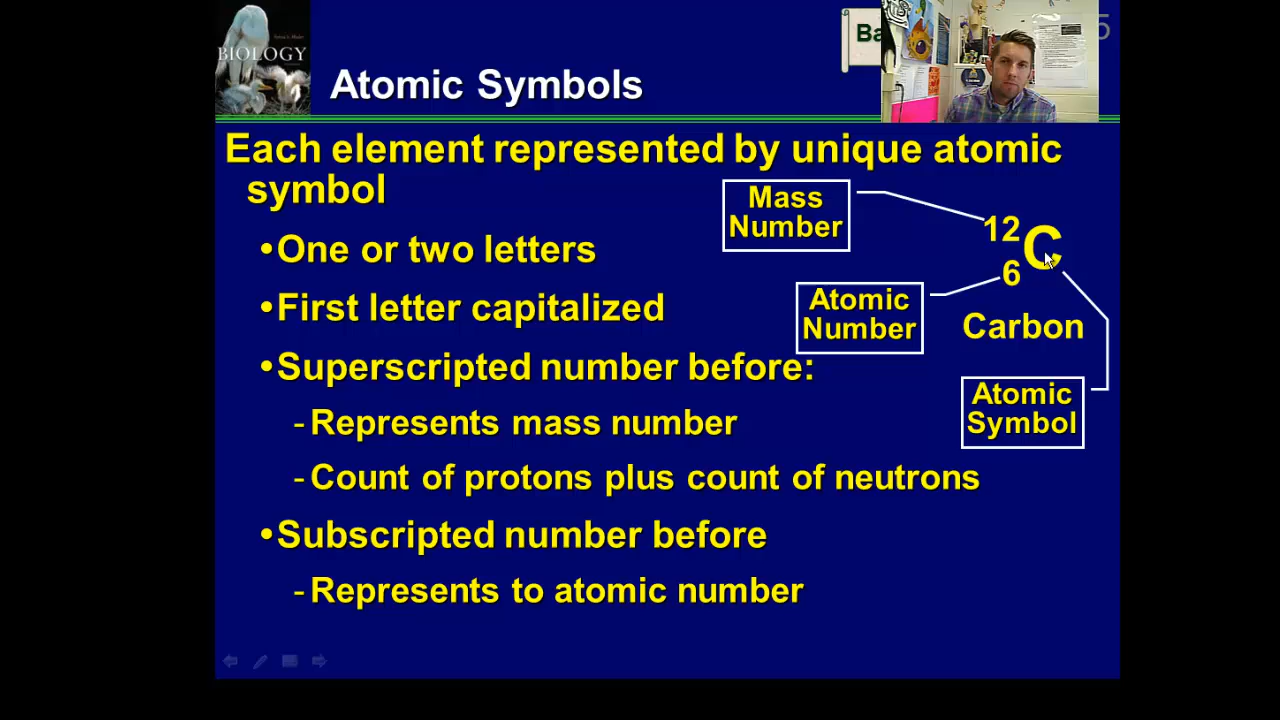 BIOLOGY
Atomic Symbols
Each element represented by unique atomic
symbol
Mass
Number
12
C
6
Atomic
Number
Carbon
Atomic
Symbol
•One or two letters
•First letter capitalized
•Superscripted number before:
-Represents mass number
-Count of protons plus count of neutrons
•Subscripted number before
-Represents to atomic number